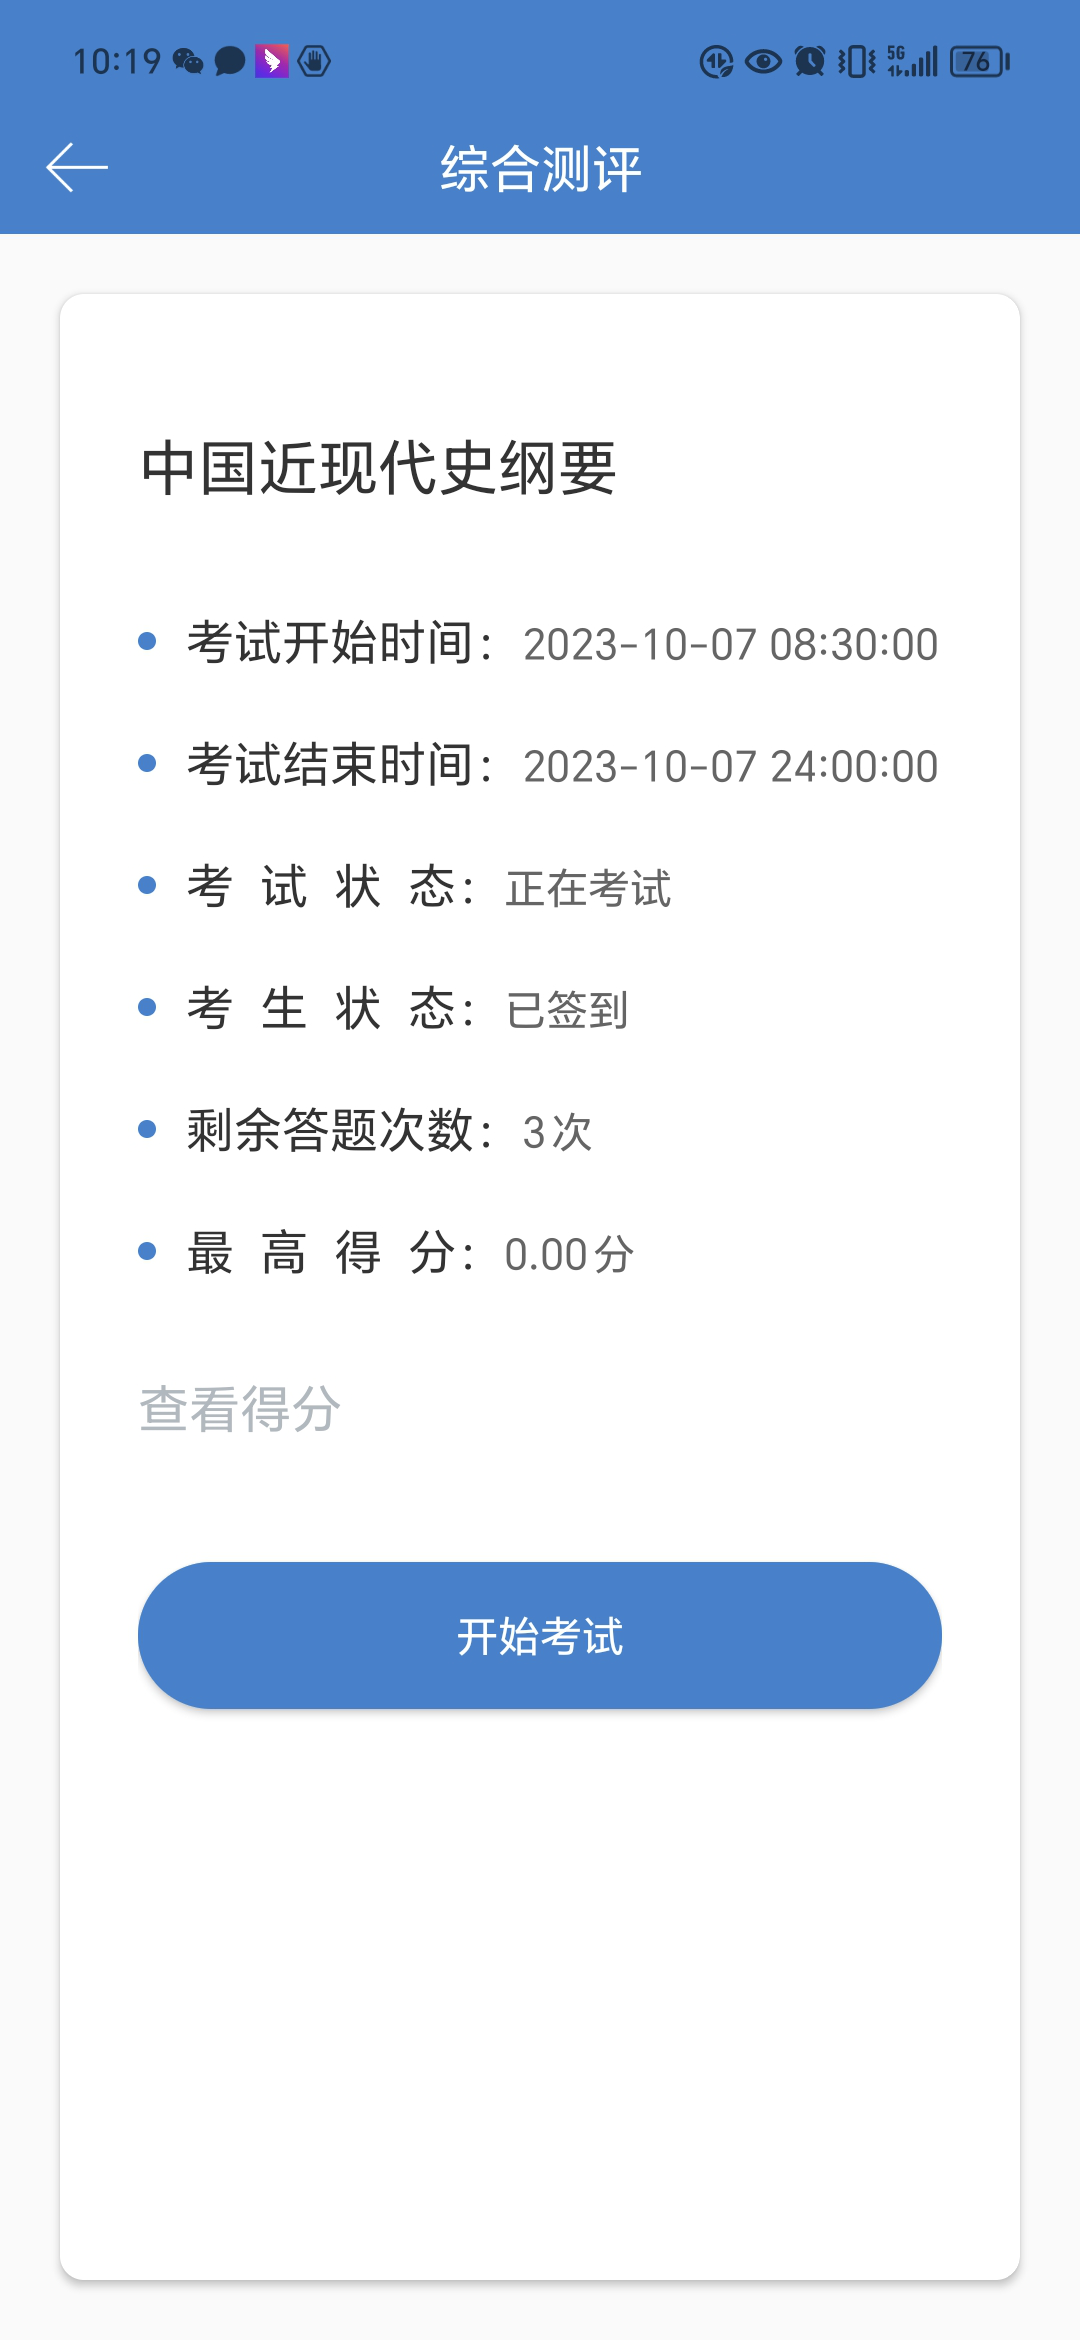 10:19 5G 76
综合测评
中国近现代史纲要
考试开始时间: 2023-10-07 08:30:00
考试结束时间: 2023-10-07 24:00:00
考 试 状 态: 正在考试
考 生 状 态: 已签到
剩余答题次数: 3次
最 高 得 分: 0.00分
查看得分
开始考试